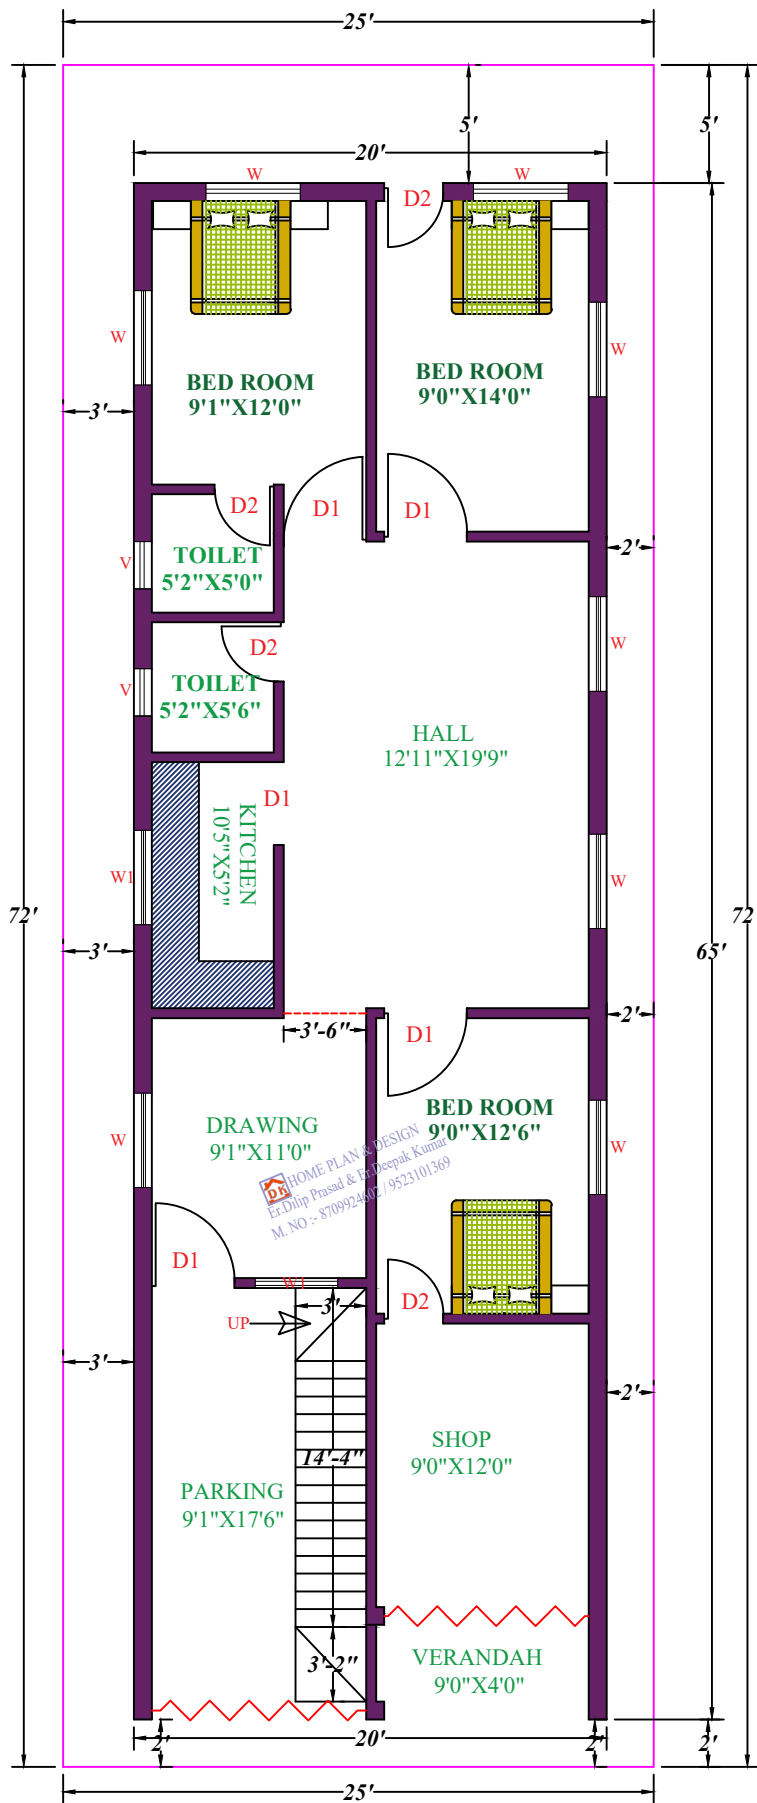 25'
5'
5'
20'
W
W
D2
W
W
BED ROOM
9'1"X12'0"
BED ROOM
9'0"X14'0"
3'
D2
D1
D1
2'
V
TOILET
5'2"X5'0"
W
D2
V
TOILET
5'2"X5'6"
HALL
12'11"X19'9"
D1
KITCHEN
10'5"X5'2"
W1
W
72'
72
3'
65'
2'
3'-6"
D1
W
DRAWING
9'1"X11'0"
BED ROOM
9'0"X12'6"
W
DK
HOME PLAN & DESIGN
Er.Dilip Prasad & Er.Deepak Kumar
M. NO :- 8709924602 / 9523101369
D1
W1
D2
3'
UP
3'
2'
14'-4"
SHOP
9'0"X12'0"
PARKING
9'1"X17'6"
3'-2"
VERANDAH
9'0"X4'0"
2'
20'
2'
2'
25'